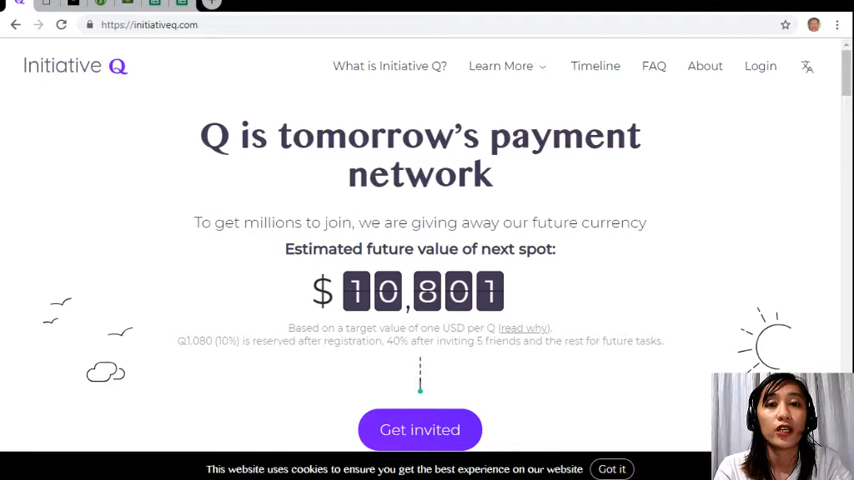 https://initiativeq.com
Initiative Q
What is Initiative Q?
Learn More
Timeline
FAQ
About
Login
Q is tomorrow's payment
network
To get millions to join, we are giving away our future currency
Estimated future value of next spot:
$ 10,801
Based on a target value of one USD per Q (read why).
Q1,080 (10%) is reserved after registration, 40% after inviting 5 friends and the rest for future tasks.
Get invited
This website uses cookies to ensure you get the best experience on our website
Got it